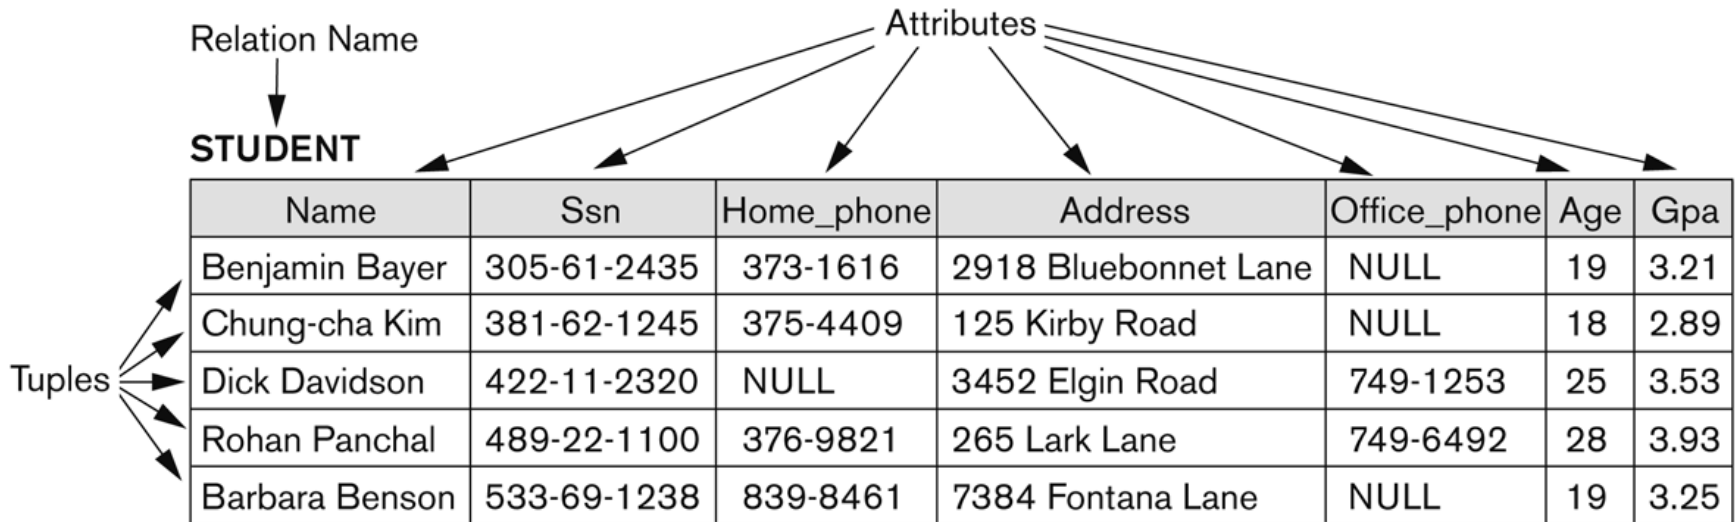 Attributes
Relation Name
STUDENT
Name Ssn Home_phone Address Office_phone Age Gpa
Benjamin Bayer 305-61-2435 373-1616 2918 Bluebonnet Lane NULL 19 3.21
Chung-cha Kim 381-62-1245 375-4409 125 Kirby Road NULL 18 2.89
Tuples
Dick Davidson 422-11-2320 NULL 3452 Elgin Road 749-1253 25 3.53
Rohan Panchal 489-22-1100 376-9821 265 Lark Lane 749-6492 28 3.93
Barbara Benson 533-69-1238 839-8461 7384 Fontana Lane NULL 19 3.25